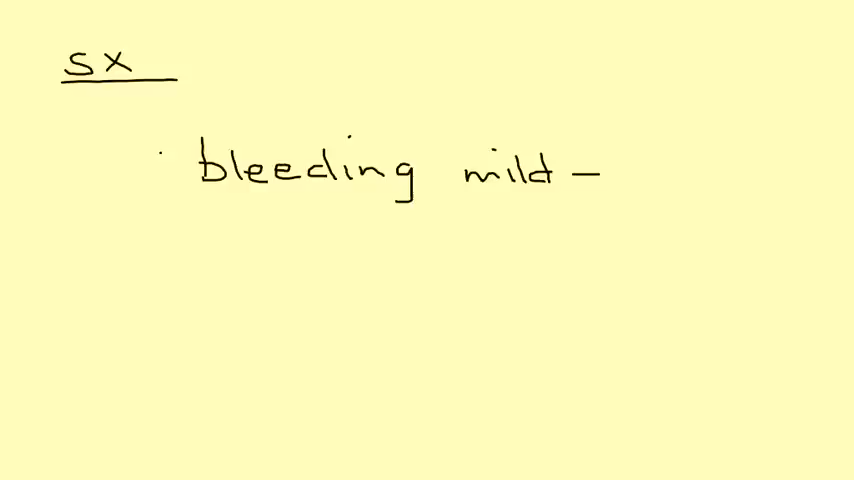 sx
· bleeding mild –